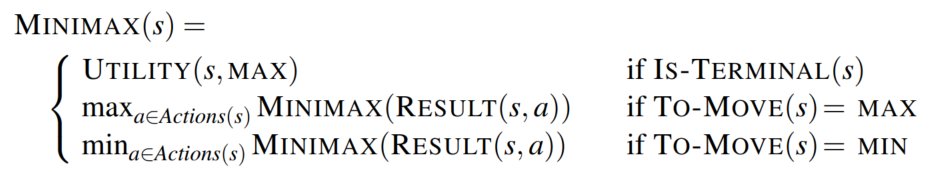 MINIMAX(s) =
UTILITY(s, MAX) if IS-TERMINAL(s)
max_{a∈Actions(s)} MINIMAX(RESULT(s, a)) if TO-MOVE(s) = MAX
min_{a∈Actions(s)} MINIMAX(RESULT(s, a)) if TO-MOVE(s) = MIN